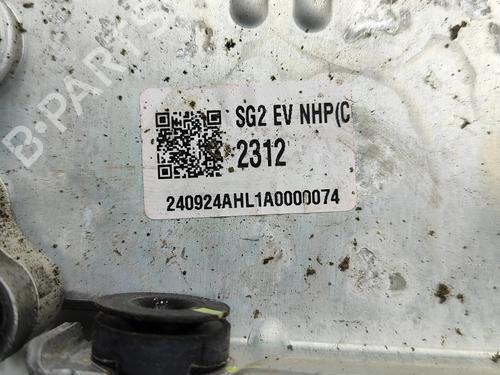 B-PARTS
SG2 EV NHP(C
2312
240924AHL1A0000074